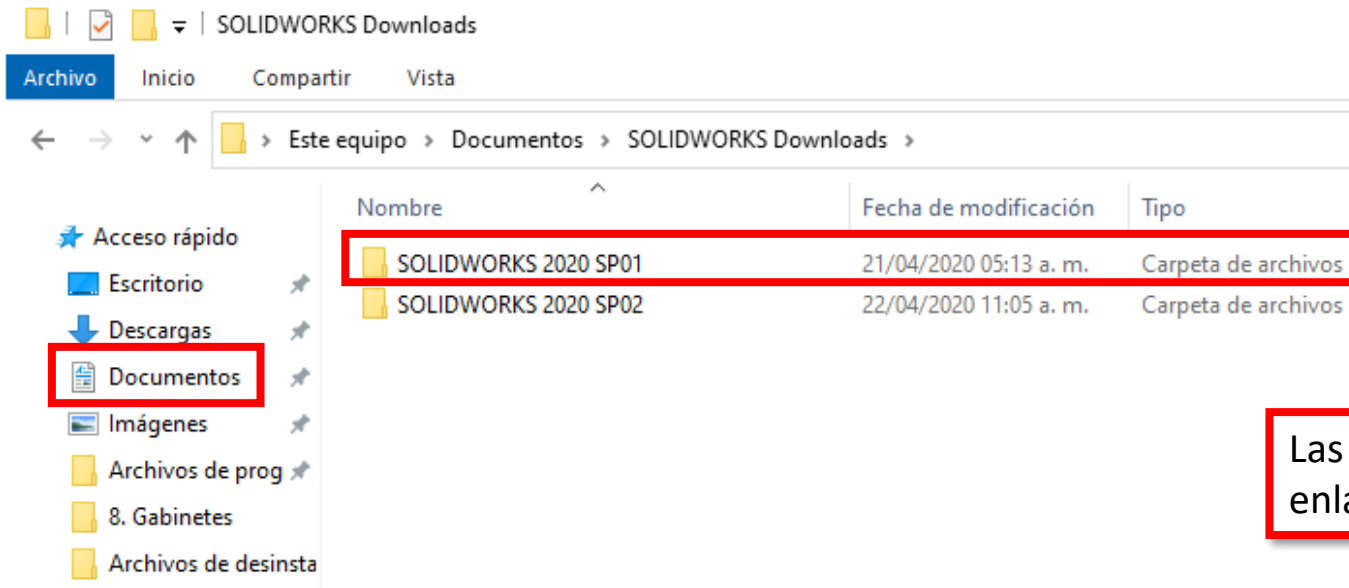 SOLIDWORKS Downloads
Archivo Inicio Compartir Vista
Este equipo > Documentos > SOLIDWORKS Downloads >
Nombre Fecha de modificación Tipo
Acceso rápido
SOLIDWORKS 2020 SP01 21/04/2020 05:13 a. m. Carpeta de archivos
Escritorio
SOLIDWORKS 2020 SP02 22/04/2020 11:05 a. m. Carpeta de archivos
Descargas
Documentos
Imágenes
Archivos de prog
8. Gabinetes
Archivos de desinsta
Las
enla